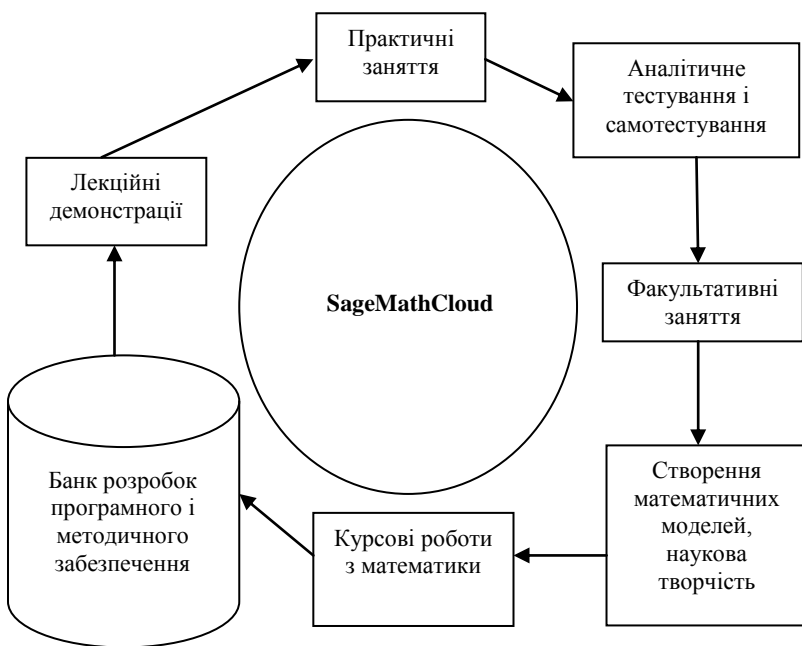 Практичні
заняття
Аналітичне
тестування і
самотестування
Лекційні
демонстрації
SageMathCloud
Факультативні
заняття
Банк розробок
програмного і
методичного
забезпечення
Курсові роботи
з математики
Створення
математичних
моделей,
наукова
творчість